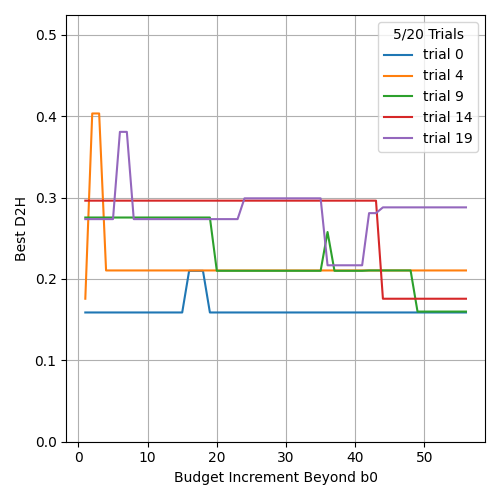 5/20 Trials
trial 0
trial 4
trial 9
trial 14
trial 19
Best D2H
0.5
0.4
0.3
0.2
0.1
0.0
0 10 20 30 40 50
Budget Increment Beyond b0